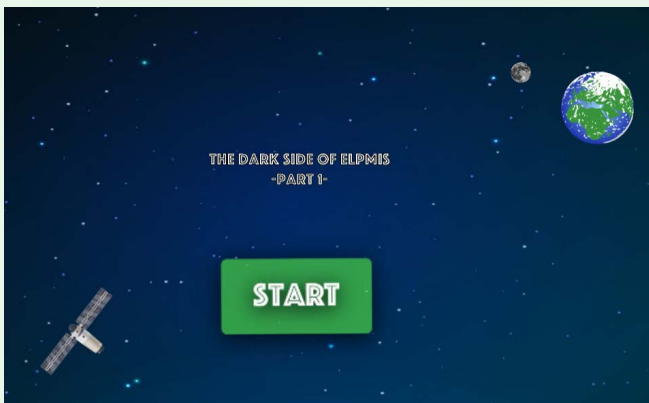 THE DARK SIDE OF ELPMIS
-PART 1-
START